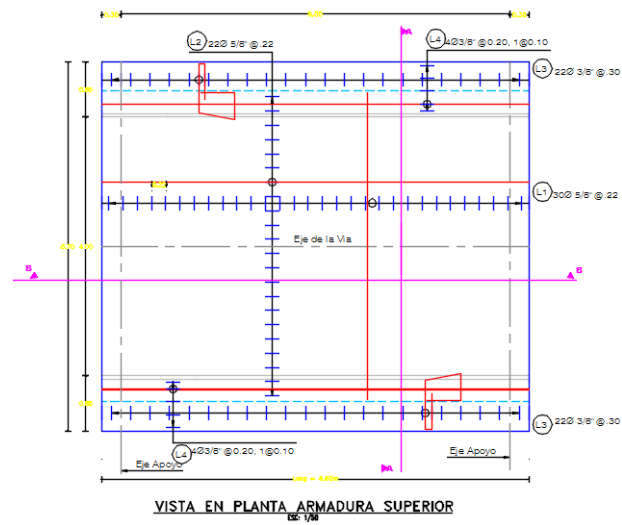 A
L2 22Ø 5/8" @.22
L4 4Ø3/8" @0.20, 1@0.10
L3 22Ø 3/8" @.30
L1 30Ø 5/8" @.22
Eje de la Via
B
B
L3 22Ø 3/8" @.30
L4 4Ø3/8" @0.20, 1@0.10
Eje Apoyo
Eje Apoyo
A
VISTA EN PLANTA ARMADURA SUPERIOR
ESC: 1/50